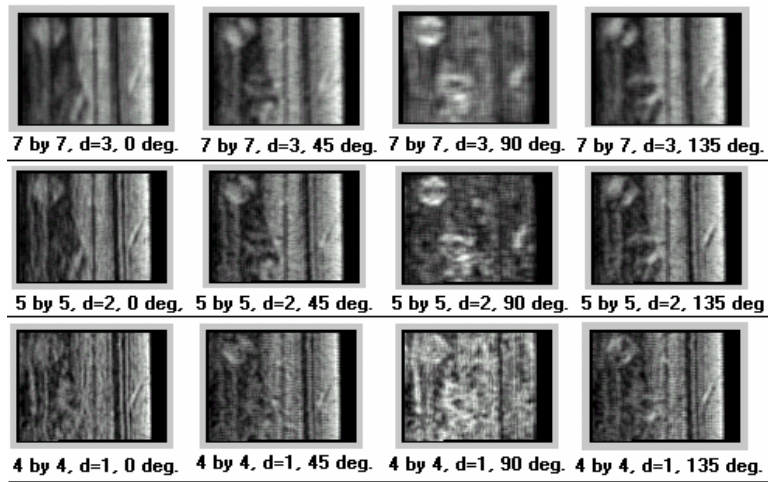 7 by 7, d=3, 0 deg. 7 by 7, d=3, 45 deg. 7 by 7, d=3, 90 deg. 7 by 7, d=3, 135 deg.
5 by 5, d=2, 0 deg, 5 by 5, d=2, 45 deg. 5 by 5, d=2, 90 deg. 5 by 5, d=2, 135 deg
4 by 4, d=1, 0 deg. 4 by 4, d=1, 45 deg. 4 by 4, d=1, 90 deg. 4 by 4, d=1, 135 deg.